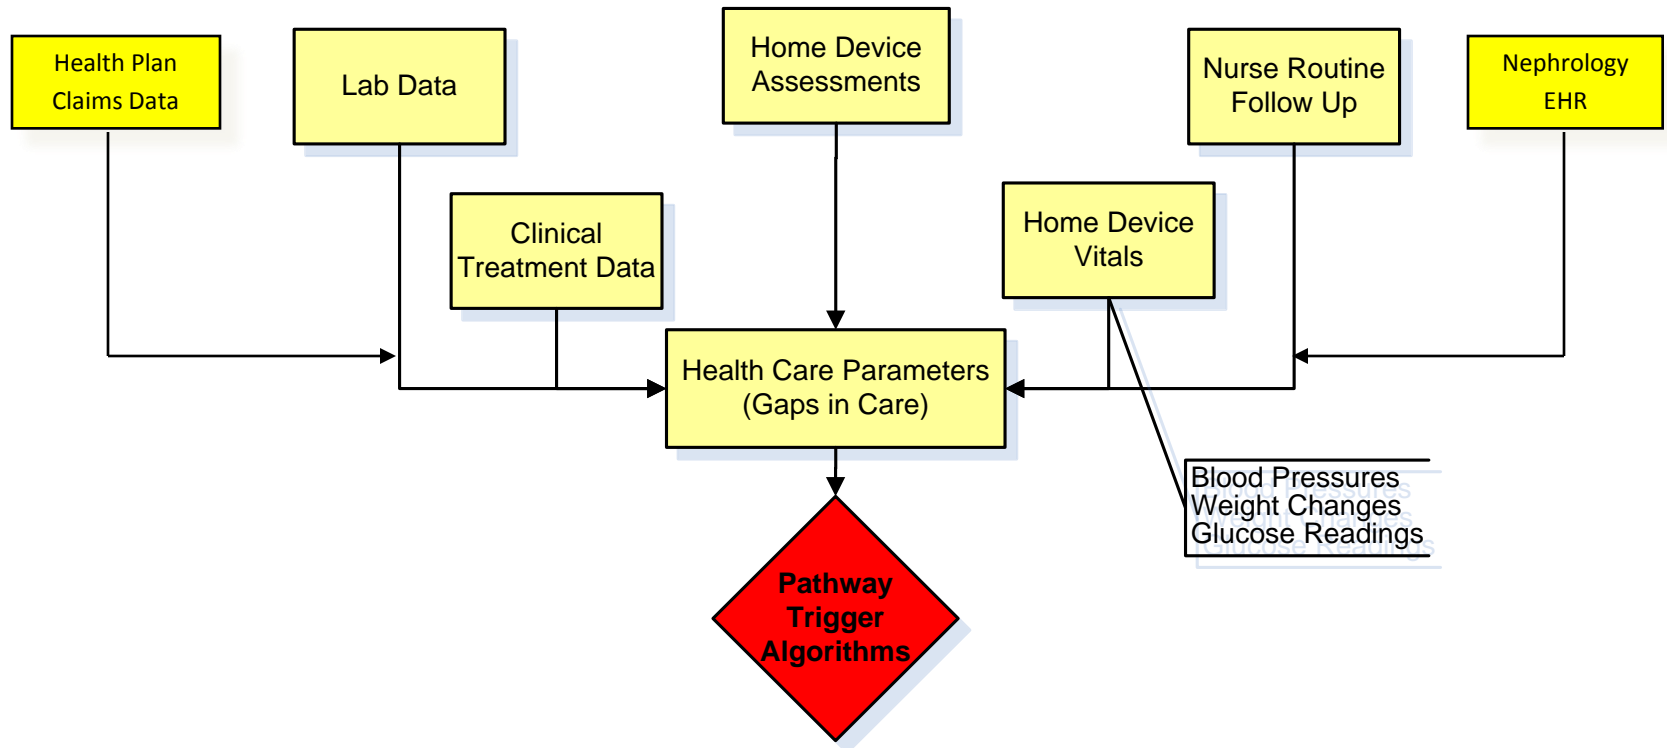 Health Plan
Claims Data
Lab Data
Home Device
Assessments
Nurse Routine
Follow Up
Nephrology
EHR
Clinical
Treatment Data
Home Device
Vitals
Health Care Parameters
(Gaps in Care)
Blood Pressures
Weight Changes
Glucose Readings
Pathway
Trigger
Algorithms